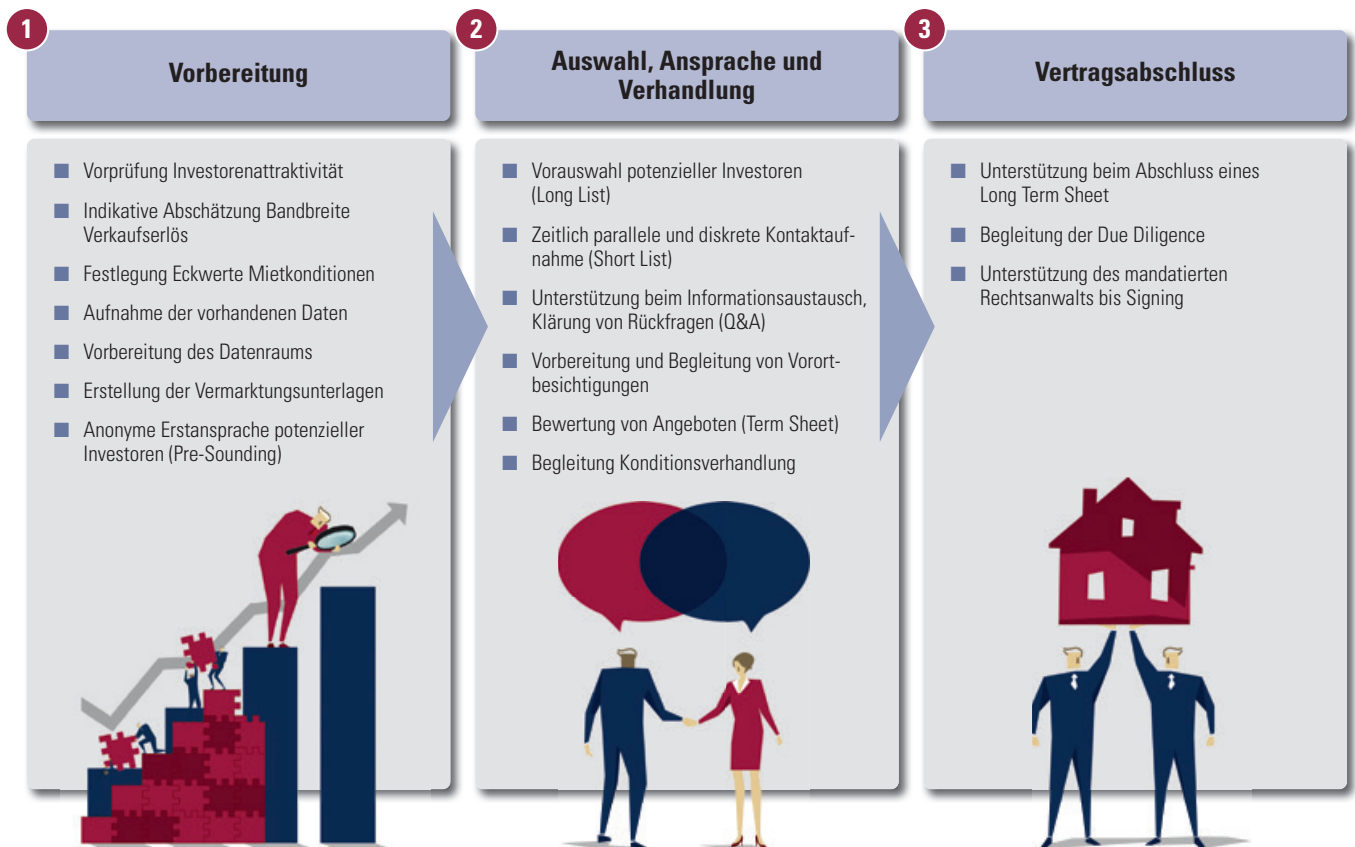 1
Vorbereitung
Vorprüfung Investorenattraktivität
Indikative Abschätzung Bandbreite
Verkaufserlös
Festlegung Eckwerte Mietkonditionen
Aufnahme der vorhandenen Daten
Vorbereitung des Datenraums
Erstellung der Vermarktungsunterlagen
Anonyme Erstansprache potenzieller
Investoren (Pre-Sounding)
2
Auswahl, Ansprache und
Verhandlung
Vorauswahl potenzieller Investoren
(Long List)
Zeitlich parallele und diskrete Kontaktauf-
nahme (Short List)
Unterstützung beim Informationsaustausch,
Klärung von Rückfragen (Q&A)
Vorbereitung und Begleitung von Vorort-
besichtigungen
Bewertung von Angeboten (Term Sheet)
Begleitung Konditionsverhandlung
3
Vertragsabschluss
Unterstützung beim Abschluss eines
Long Term Sheet
Begleitung der Due Diligence
Unterstützung des mandatierten
Rechtsanwalts bis Signing